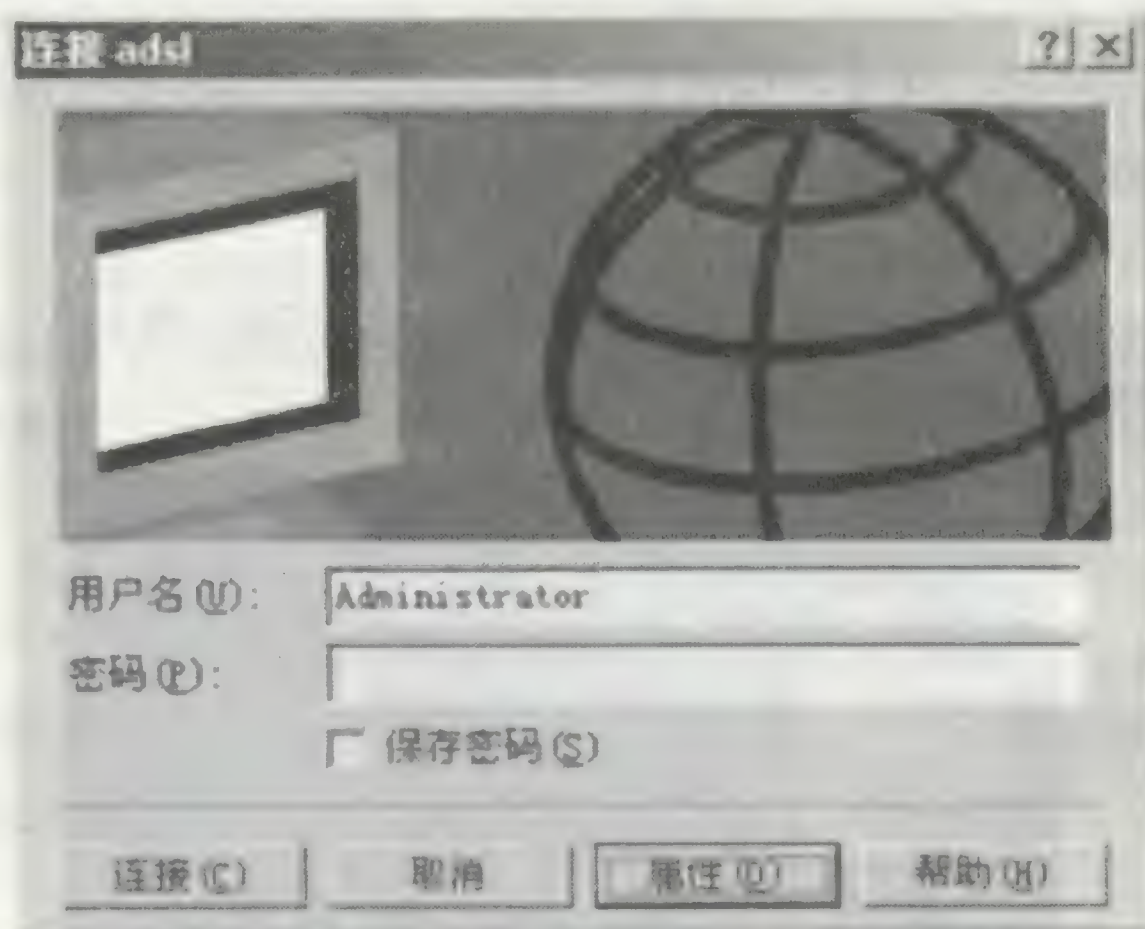 连接 adsl
用户名(U):
Administrator
密码(P):
保存密码(S)
连接(C)
取消
属性(O)
帮助(H)